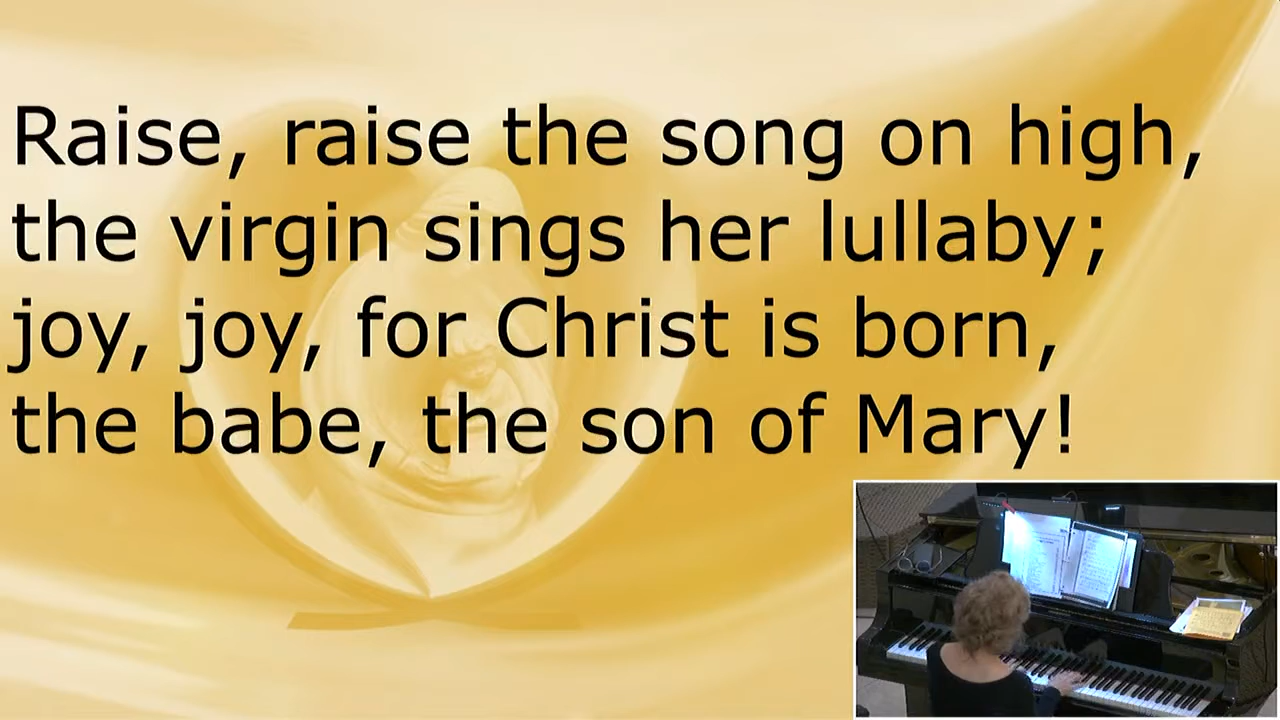 Raise, raise the song on high,
the virgin sings her lullaby;
joy, joy, for Christ is born,
the babe, the son of Mary!